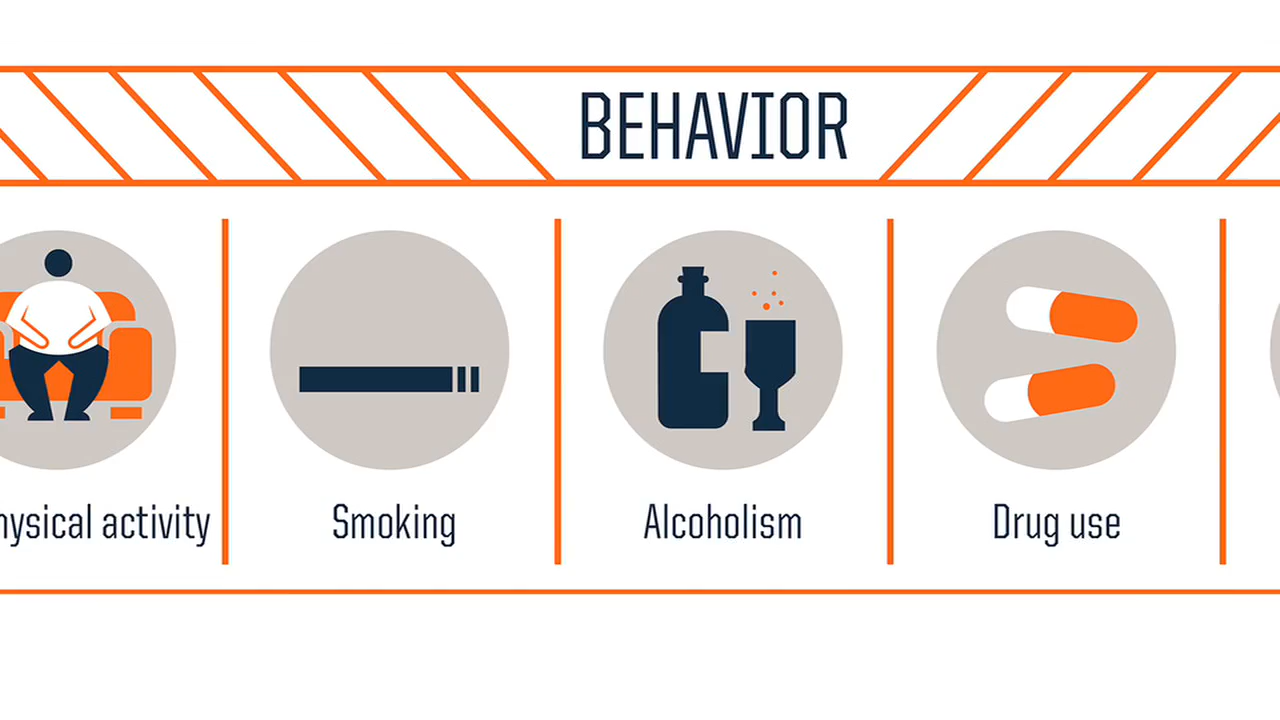 BEHAVIOR
hysical activity
Smoking
Alcoholism
Drug use